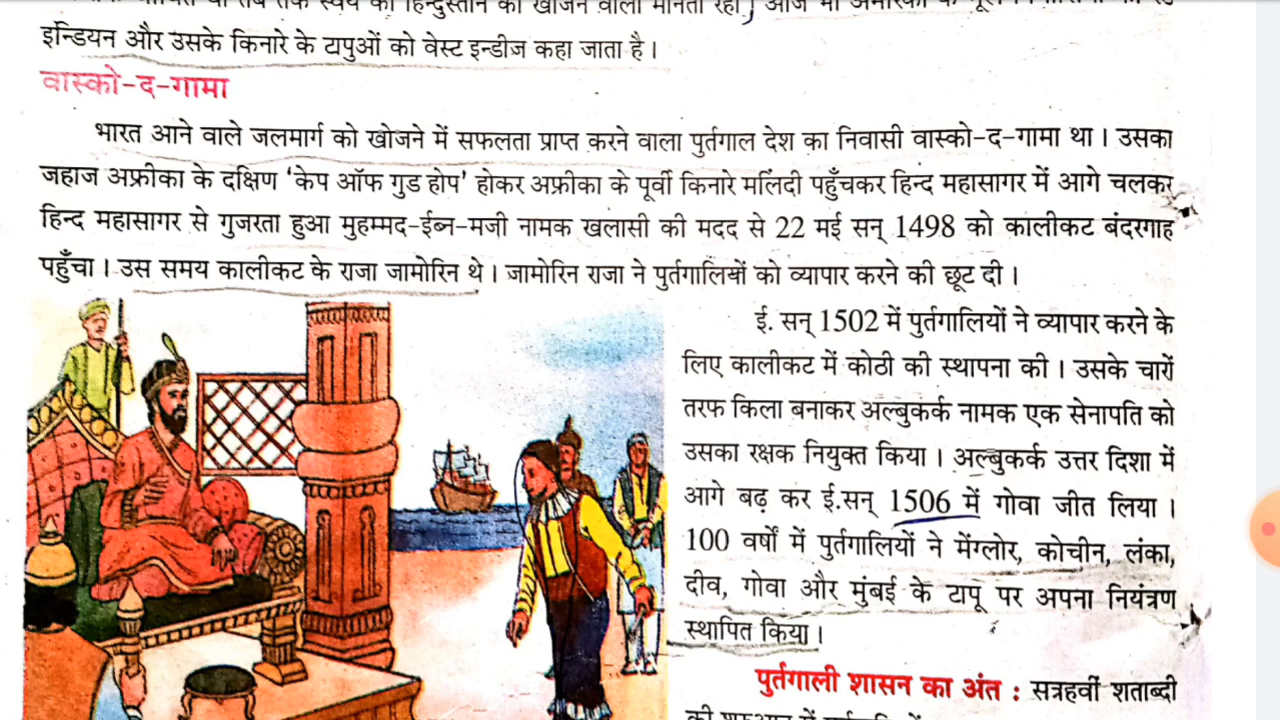 इन्डियन और उसके किनारे के टापुओं को वेस्ट इन्डीज कहा जाता है।
वास्को-द-गामा
भारत आने वाले जलमार्ग को खोजने में सफलता प्राप्त करने वाला पुर्तगाल देश का निवासी वास्को-द-गामा था। उसका
जहाज अफ्रीका के दक्षिण ‘केप ऑफ गुड होप’ होकर अफ्रीका के पूर्वी किनारे मलिंदी पहुँचकर हिन्द महासागर में आगे चलकर
हिन्द महासागर से गुजरता हुआ मुहम्मद-ईब्न-मजी नामक खलासी की मदद से 22 मई सन् 1498 को कालीकट बंदरगाह
पहुँचा। उस समय कालीकट के राजा जामोरिन थे। जामोरिन राजा ने पुर्तगालियों को व्यापार करने की छूट दी।
ई. सन् 1502 में पुर्तगालियों ने व्यापार करने के
लिए कालीकट में कोठी की स्थापना की। उसके चारों
तरफ किला बनाकर अल्बुकर्क नामक एक सेनापति को
उसका रक्षक नियुक्त किया। अल्बुकर्क उत्तर दिशा में
आगे बढ़ कर ई.सन् 1506 में गोवा जीत लिया।
100 वर्षों में पुर्तगालियों ने मेंग्लोर, कोचीन, लंका,
दीव, गोवा और मुंबई के टापू पर अपना नियंत्रण
स्थापित किया।
पुर्तगाली शासन का अंत : सत्रहवीं शताब्दी